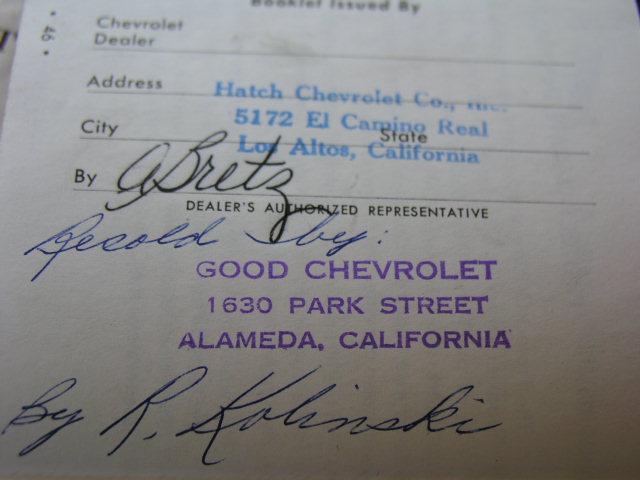 Booklet Issued By
Chevrolet
Dealer
• 46 •
Address
Hatch Chevrolet Co., Inc.
5172 El Camino Real
City State
Los Altos, California
By A Bretz
DEALER'S AUTHORIZED REPRESENTATIVE
Resold by:
GOOD CHEVROLET
1630 PARK STREET
ALAMEDA, CALIFORNIA
By R. Kolinski